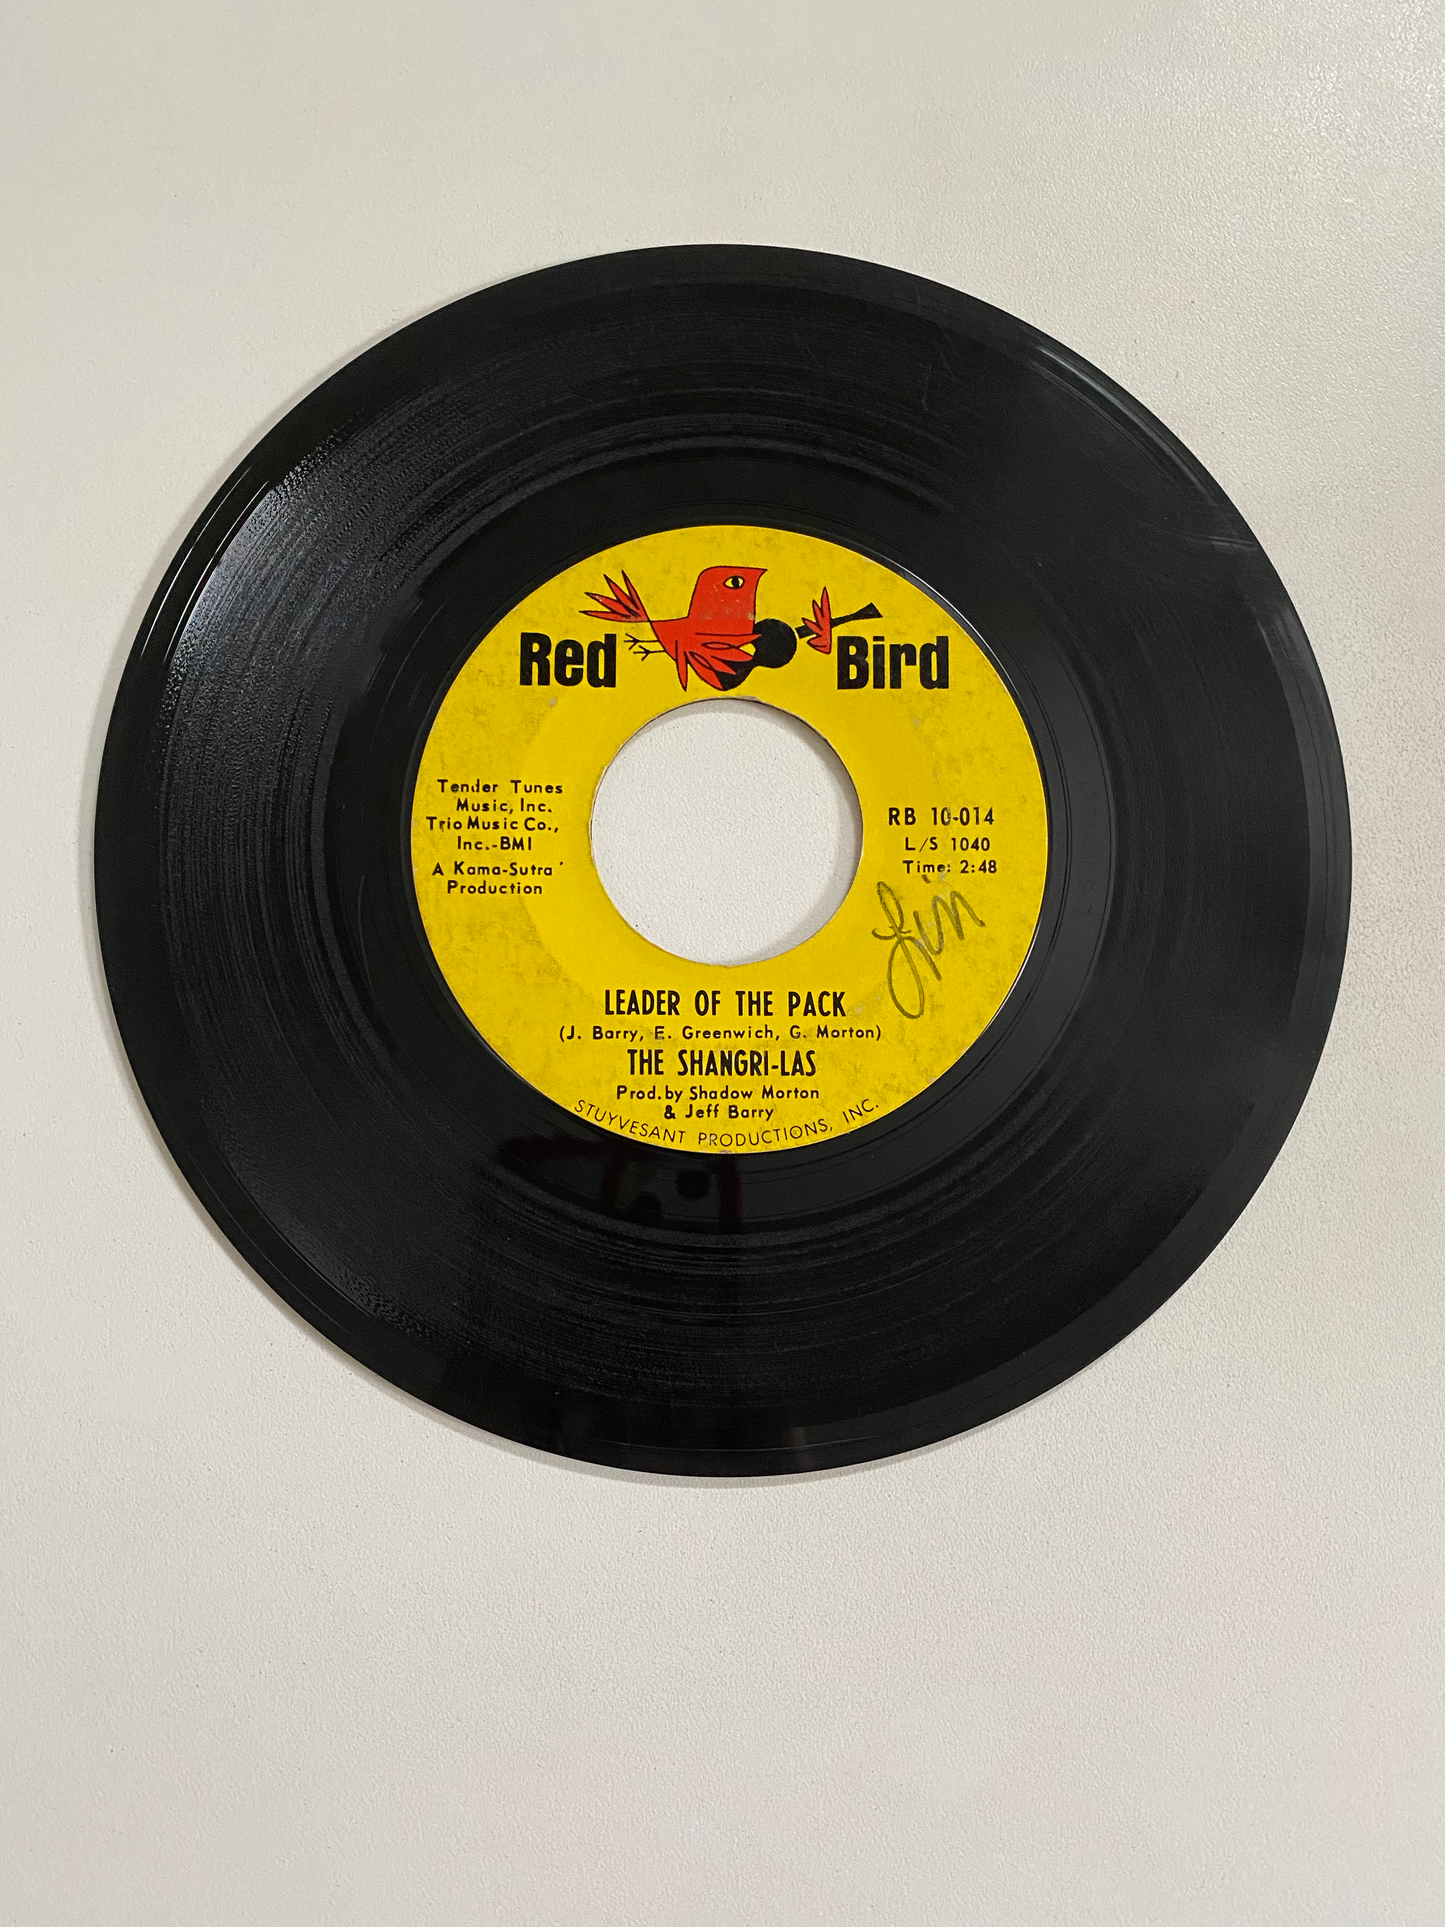 Red Bird
Tender Tunes
Music, Inc.
Trio Music Co.,
Inc.-BMI
A Kama-Sutra
Production
RB 10-014
L/S 1040
Time: 2:48
LEADER OF THE PACK
(J. Barry, E. Greenwich, G. Morton)
THE SHANGRI-LAS
Prod. by Shadow Morton
& Jeff Barry
STUYVESANT PRODUCTIONS, INC.